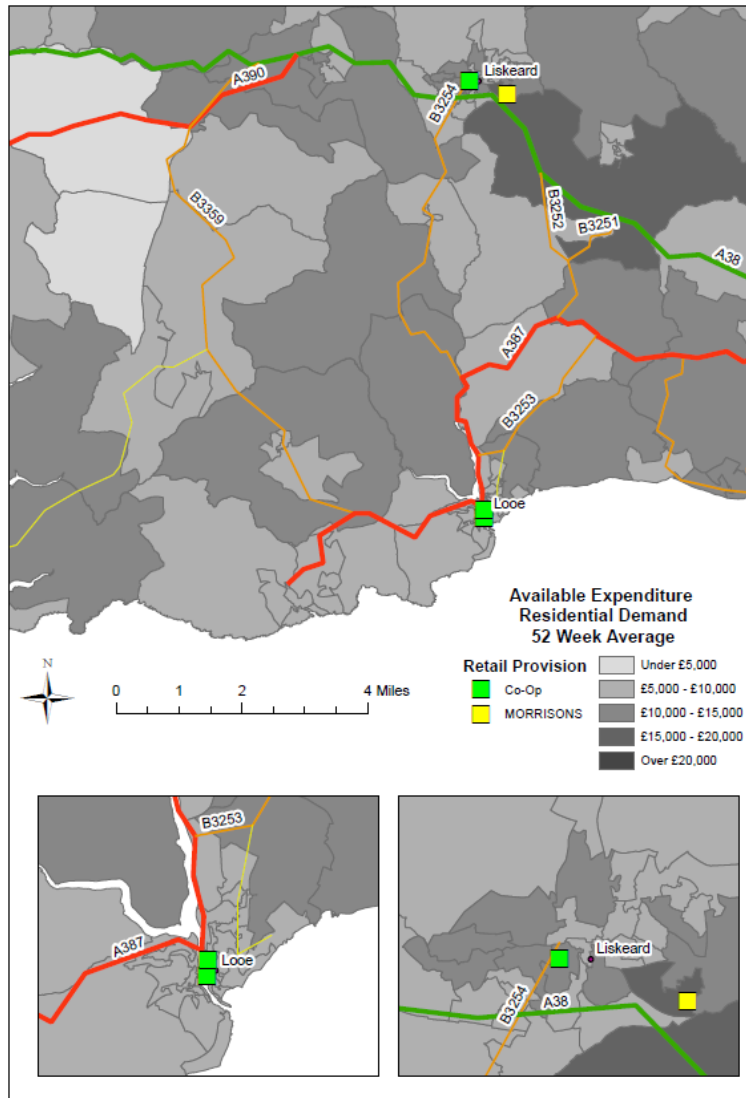 Liskeard
A390
B3254
B3359
B3252
B3251
A38
A387
B3253
Looe
Available Expenditure
Residential Demand
52 Week Average
N
Retail Provision
Co-Op
MORRISONS
Under £5,000
£5,000 - £10,000
£10,000 - £15,000
£15,000 - £20,000
Over £20,000
0 1 2 4 Miles
B3253
A387
Looe
Liskeard
B3254
A38